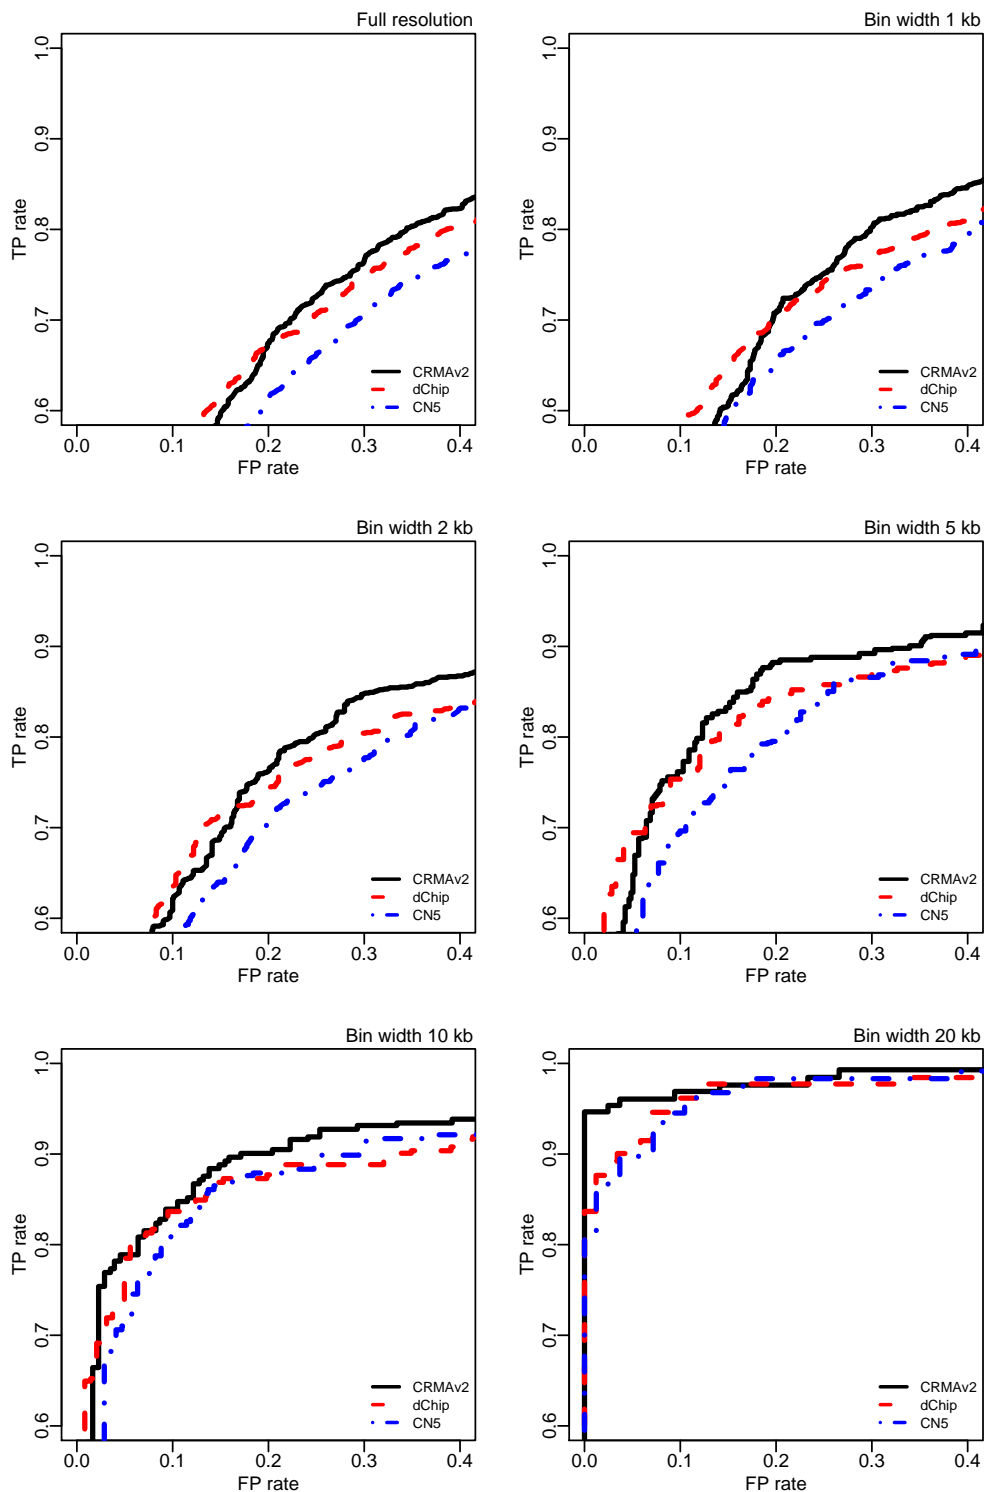 Full resolution
1.0
0.9
0.8
0.7
0.6
TP rate
CRMAv2
dChip
CN5
0.0 0.1 0.2 0.3 0.4
FP rate
Bin width 1 kb
1.0
0.9
0.8
0.7
0.6
TP rate
CRMAv2
dChip
CN5
0.0 0.1 0.2 0.3 0.4
FP rate
Bin width 2 kb
1.0
0.9
0.8
0.7
0.6
TP rate
CRMAv2
dChip
CN5
0.0 0.1 0.2 0.3 0.4
FP rate
Bin width 5 kb
1.0
0.9
0.8
0.7
0.6
TP rate
CRMAv2
dChip
CN5
0.0 0.1 0.2 0.3 0.4
FP rate
Bin width 10 kb
1.0
0.9
0.8
0.7
0.6
TP rate
CRMAv2
dChip
CN5
0.0 0.1 0.2 0.3 0.4
FP rate
Bin width 20 kb
1.0
0.9
0.8
0.7
0.6
TP rate
CRMAv2
dChip
CN5
0.0 0.1 0.2 0.3 0.4
FP rate